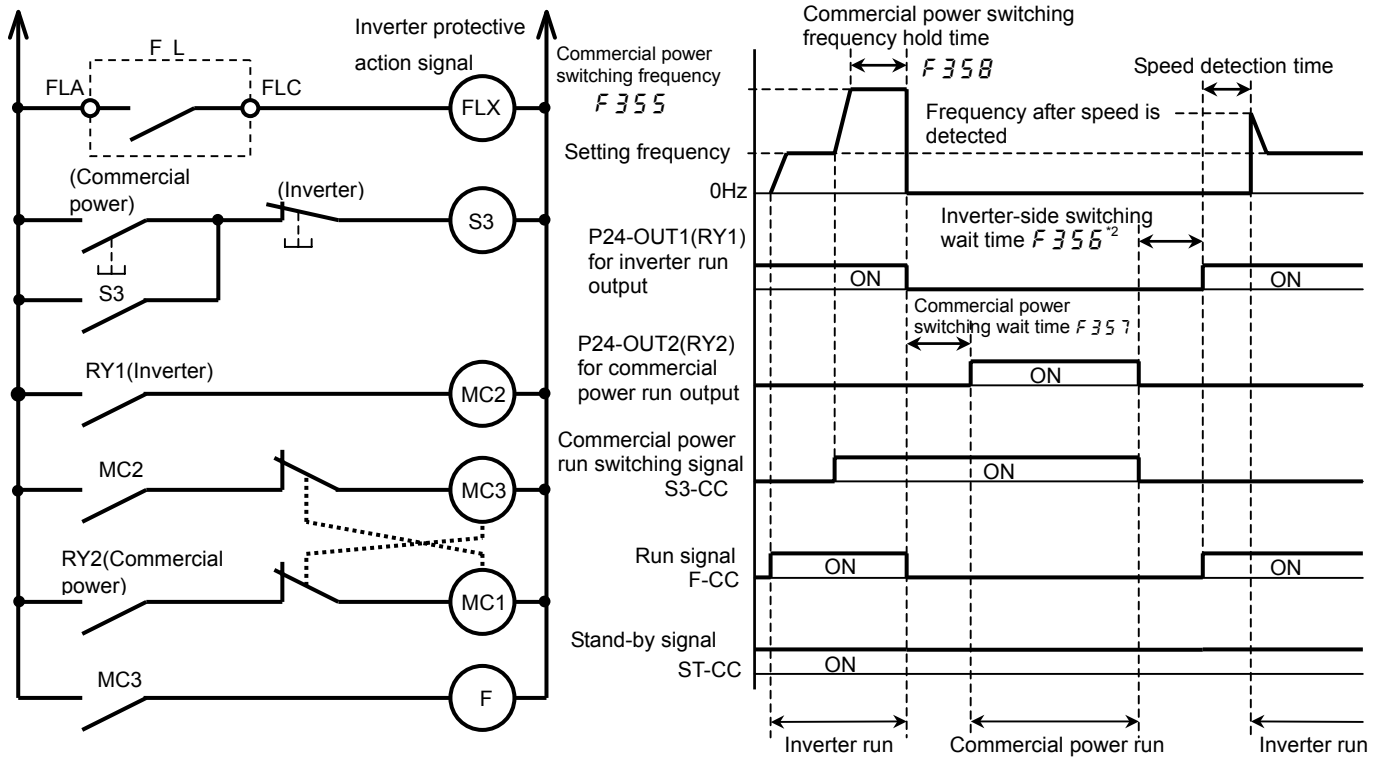 Inverter protective
action signal
F L
FLA
FLC
FLX
(Commercial
power)
(Inverter)
S3
S3
RY1(Inverter)
MC2
MC2
MC3
RY2(Commercial
power)
MC1
MC3
F
Commercial power switching
frequency hold time
F358
Commercial power
switching frequency
F355
Speed detection time
Frequency after speed is
detected
Setting frequency
0Hz
Inverter-side switching
wait time F356*2
P24-OUT1(RY1)
for inverter run
output
ON
ON
Commercial power
switching wait time F357
P24-OUT2(RY2)
for commercial
power run output
ON
Commercial power
run switching signal
S3-CC
ON
Run signal
F-CC
ON
ON
Stand-by signal
ST-CC
ON
Inverter run
Commercial power run
Inverter run